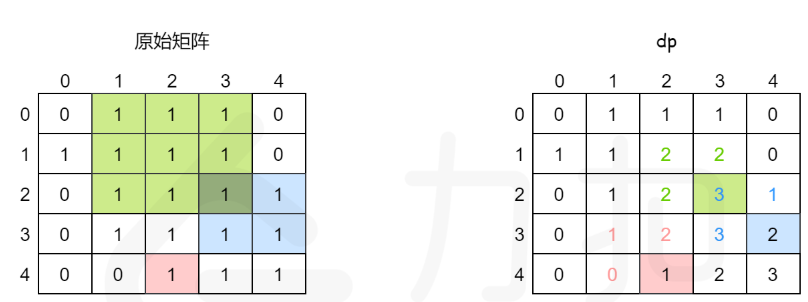 原始矩阵 dp
0 1 2 3 4 0 1 2 3 4
0 0 1 1 1 0 0 0 1 1 1 0
1 1 1 1 1 0 1 1 1 2 2 0
2 0 1 1 1 1 2 0 1 2 3 1
3 0 1 1 1 1 3 0 1 2 3 2
4 0 0 1 1 1 4 0 0 1 2 3
力扣